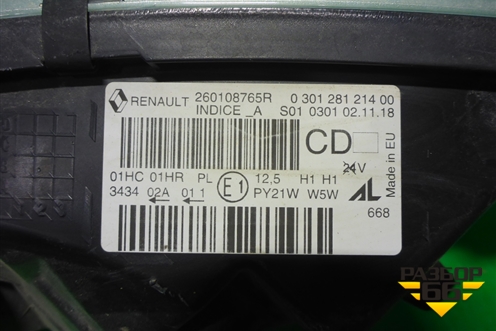 RENAULT 260108765R 0 301 281 214 00
INDICE _A S01 0301 02.11.18
CD
24V
Made in EU
01HC 01HR PL E1 12,5 H1 H1
3434 02A 01 1 PY21W W5W AL
668
РАЗБОР
66